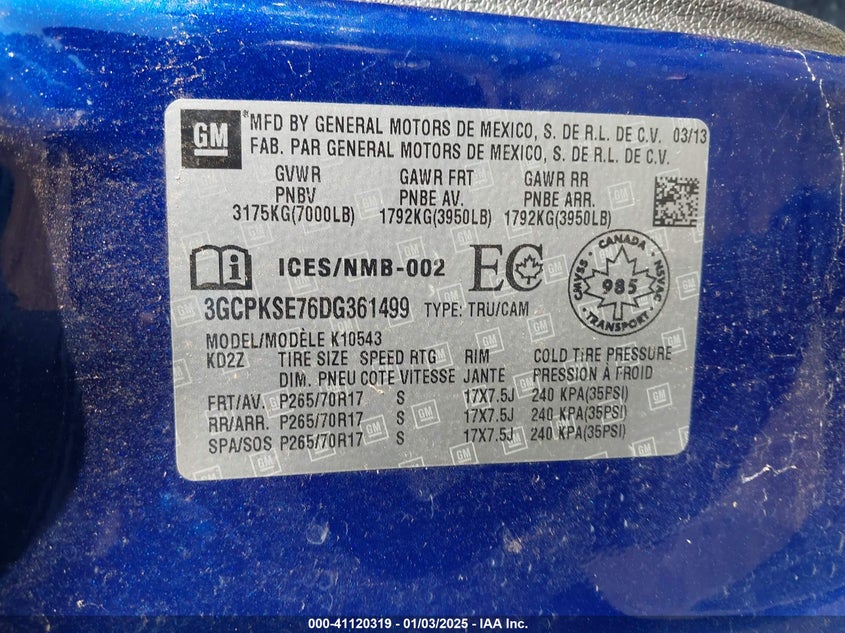 GM
*MFD BY GENERAL MOTORS DE MEXICO, S. DE R.L. DE C.V. 03/13
FAB. PAR GENERAL MOTORS DE MEXICO, S. DE R.L. DE C.V.
GVWR GAWR FRT GAWR RR
PNBV PNBE AV. PNBE ARR.
3175KG(7000LB) 1792KG(3950LB) 1792KG(3950LB)
ICES/NMB-002 EC
CANADA
CMVSS 985 NSVAC
TRANSPORT
3GCPKSE76DG361499 TYPE: TRU/CAM
MODEL/MODÈLE K10543
KD2Z TIRE SIZE SPEED RTG RIM COLD TIRE PRESSURE
DIM. PNEU COTE VITESSE JANTE PRESSION À FROID
FRT/AV. P265/70R17 S 17X7.5J 240 KPA(35PSI)
RR/ARR. P265/70R17 S 17X7.5J 240 KPA(35PSI)
SPA/SOS P265/70R17 S 17X7.5J 240 KPA(35PSI)
000-41120319 - 01/03/2025 - IAA Inc.